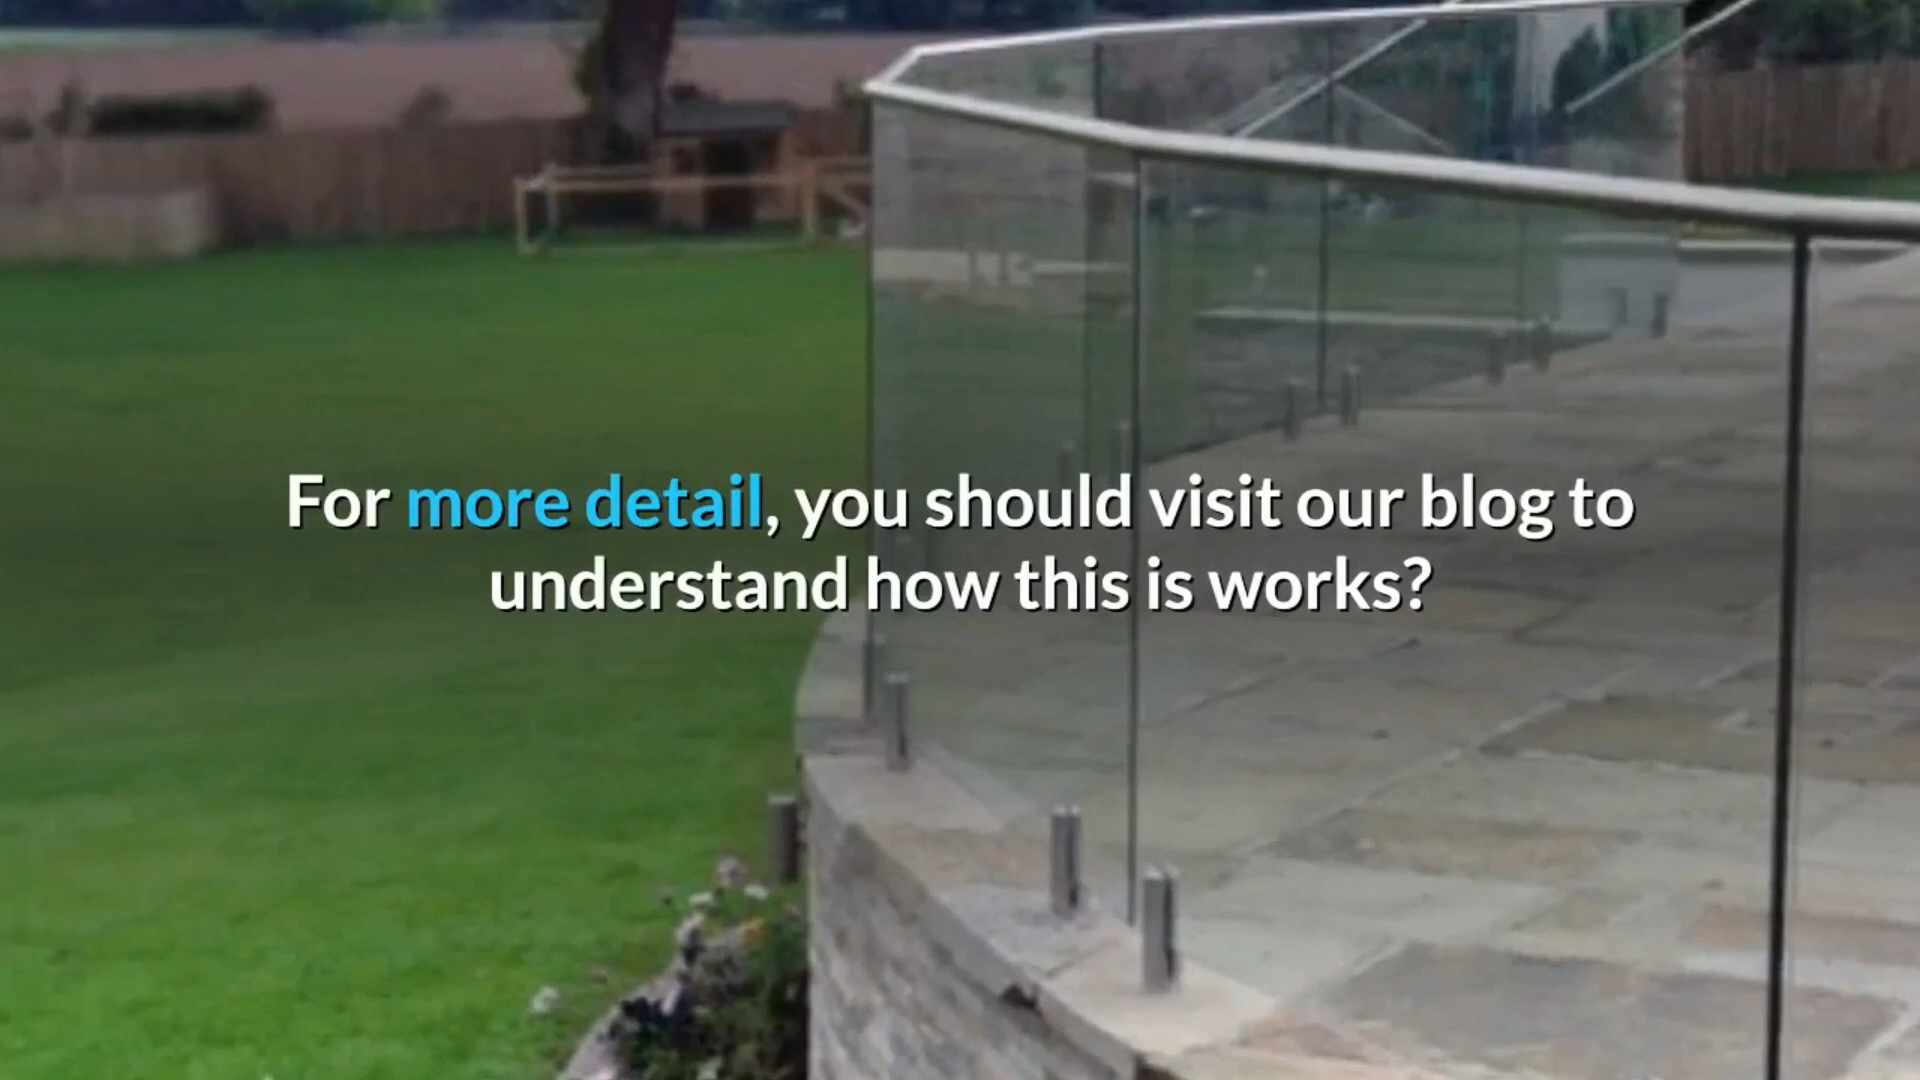 For more detail, you should visit our blog to
understand how this is works?